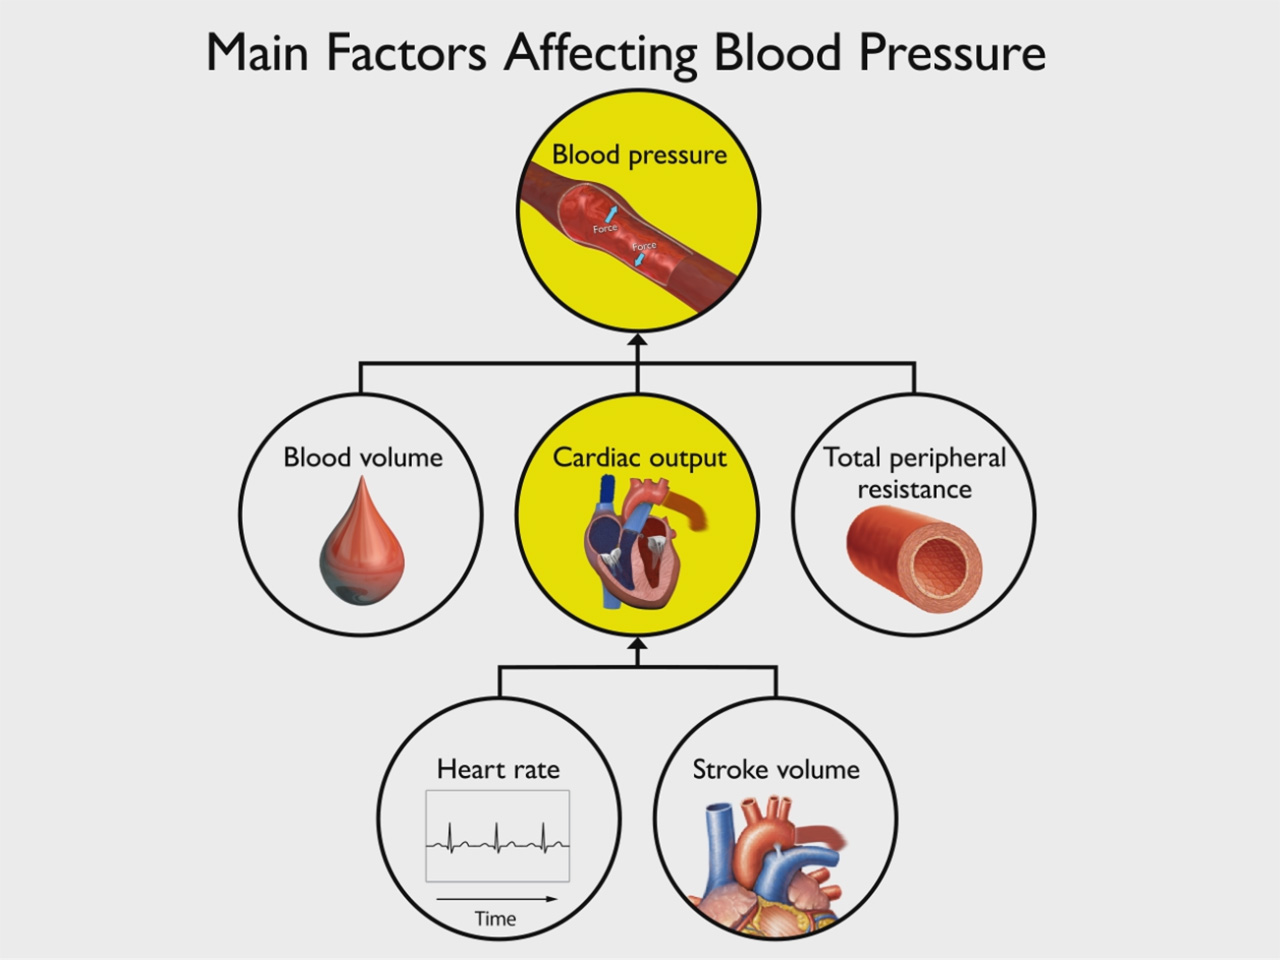 Main Factors Affecting Blood Pressure
Blood pressure
Force
Force
Blood volume
Cardiac output
Total peripheral
resistance
Heart rate
Time
Stroke volume